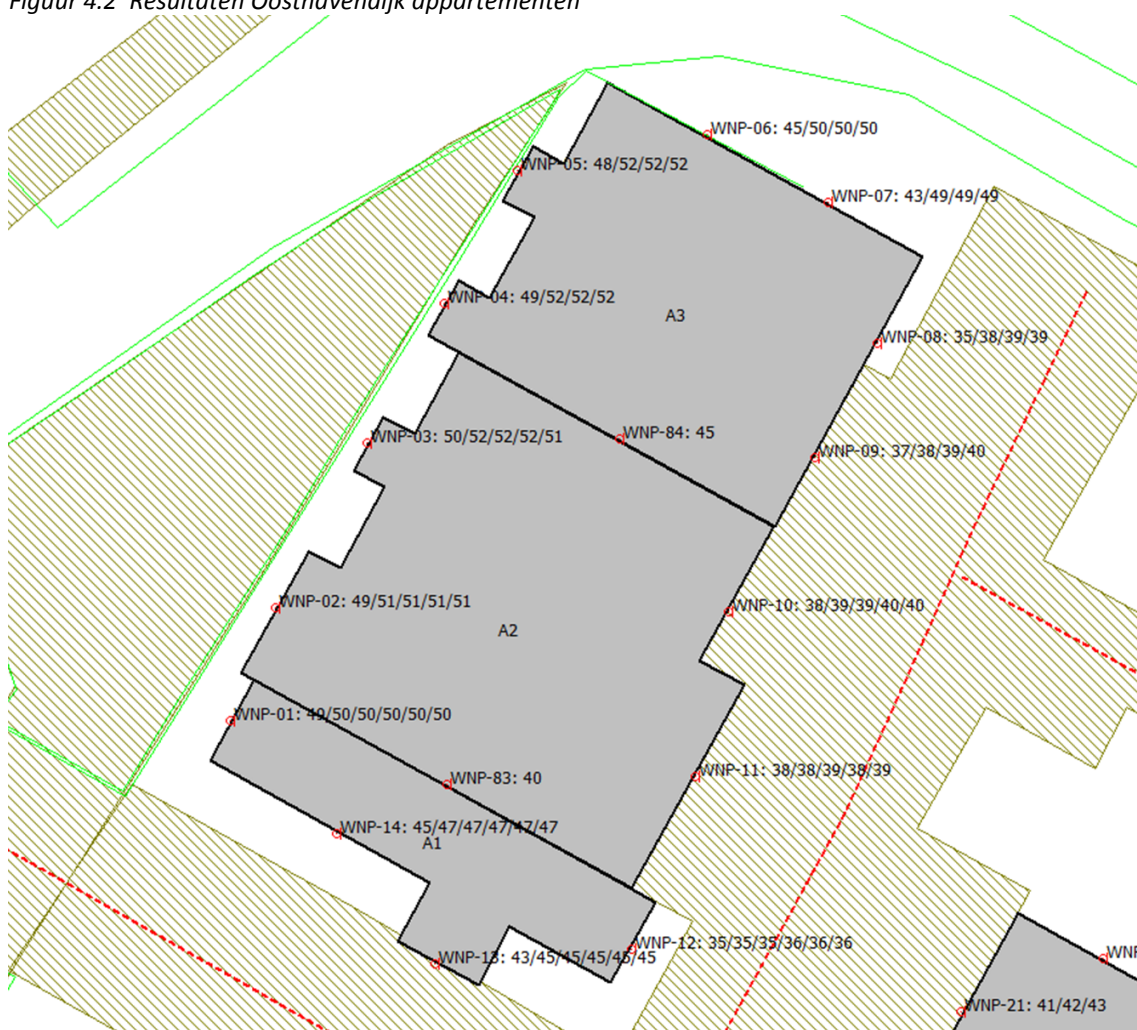 Figuur 4.2 Resultaten Oosthavendijk appartementen
WNP-06: 45/50/50/50
WNP-05: 48/52/52/52
WNP-07: 43/49/49/49
WNP-04: 49/52/52/52
A3
WNP-08: 35/38/39/39
WNP-03: 50/52/52/52/51
WNP-84: 45
WNP-09: 37/38/39/40
WNP-02: 49/51/51/51/51
WNP-10: 38/39/39/40/40
A2
WNP-01: 49/50/50/50/50/50
WNP-83: 40
WNP-11: 38/38/39/38/39
WNP-14: 45/47/47/47/47/47
A1
WNP-13: 43/45/45/45/45/45
WNP-12: 35/35/35/36/36/36
WNP
WNP-21: 41/42/43